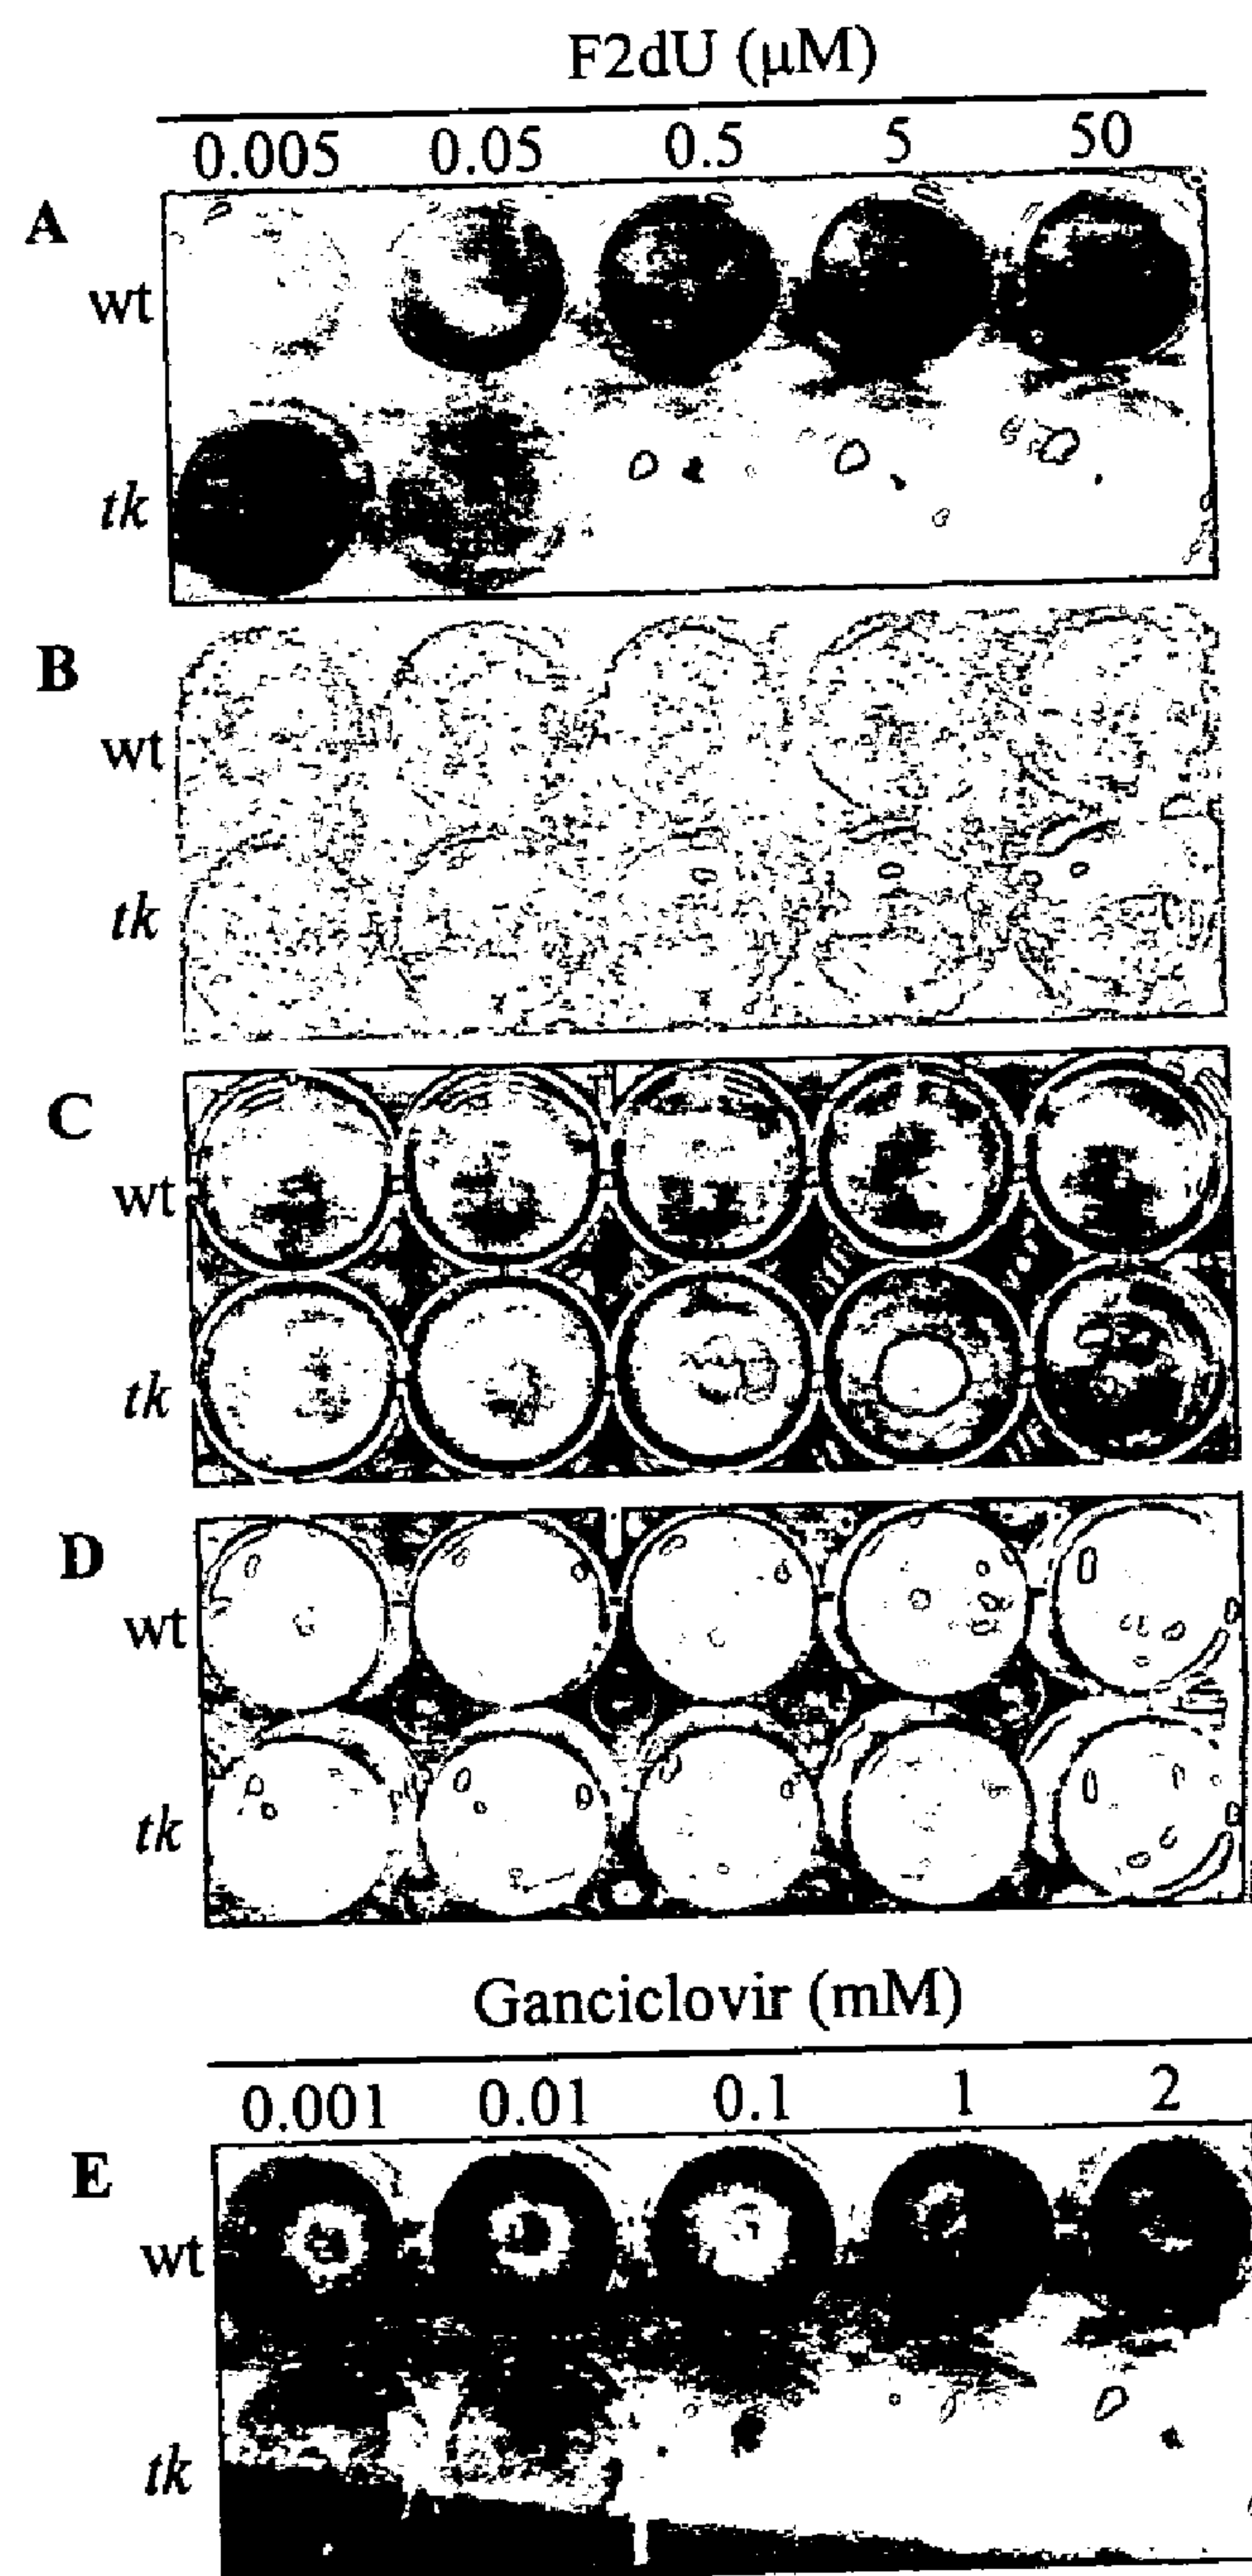 F2dU (μM)
0.005 0.05 0.5 5 50
A
wt
tk
B
wt
tk
C
wt
tk
D
wt
tk
Ganciclovir (mM)
0.001 0.01 0.1 1 2
E
wt
tk